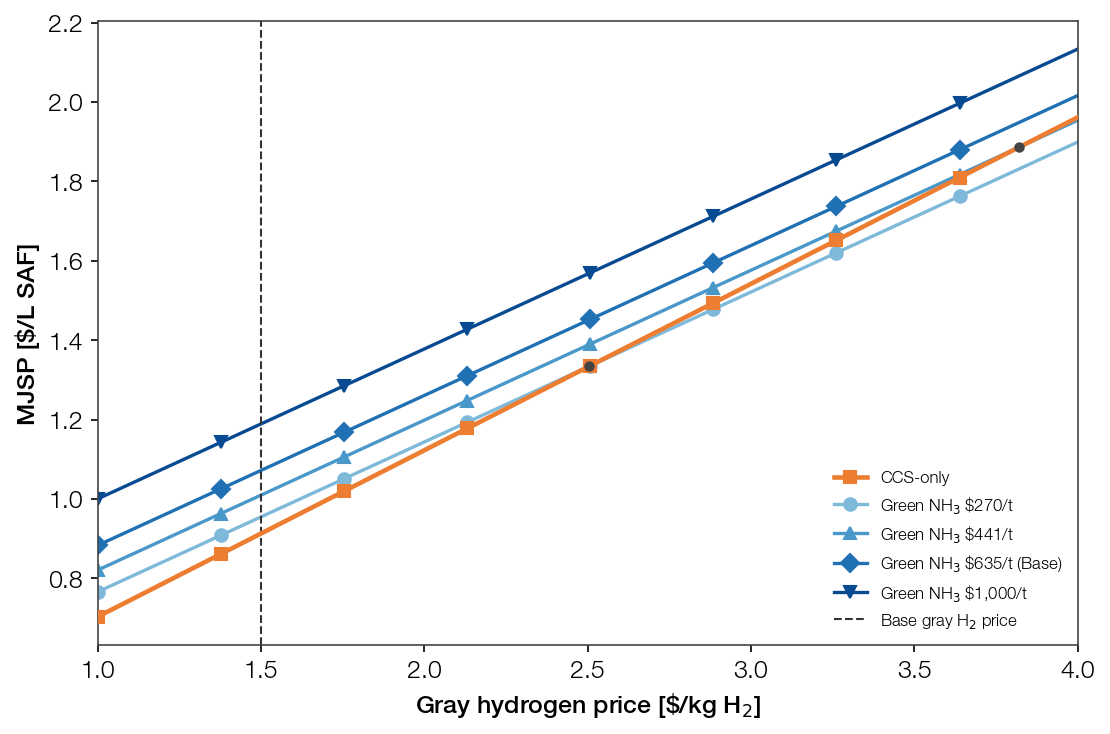 2.2
2.0
1.8
1.6
1.4
1.2
1.0
0.8
MJSP [$/L SAF]
CCS-only
Green NH₃ $270/t
Green NH₃ $441/t
Green NH₃ $635/t (Base)
Green NH₃ $1,000/t
Base gray H₂ price
1.0 1.5 2.0 2.5 3.0 3.5 4.0
Gray hydrogen price [$/kg H₂]